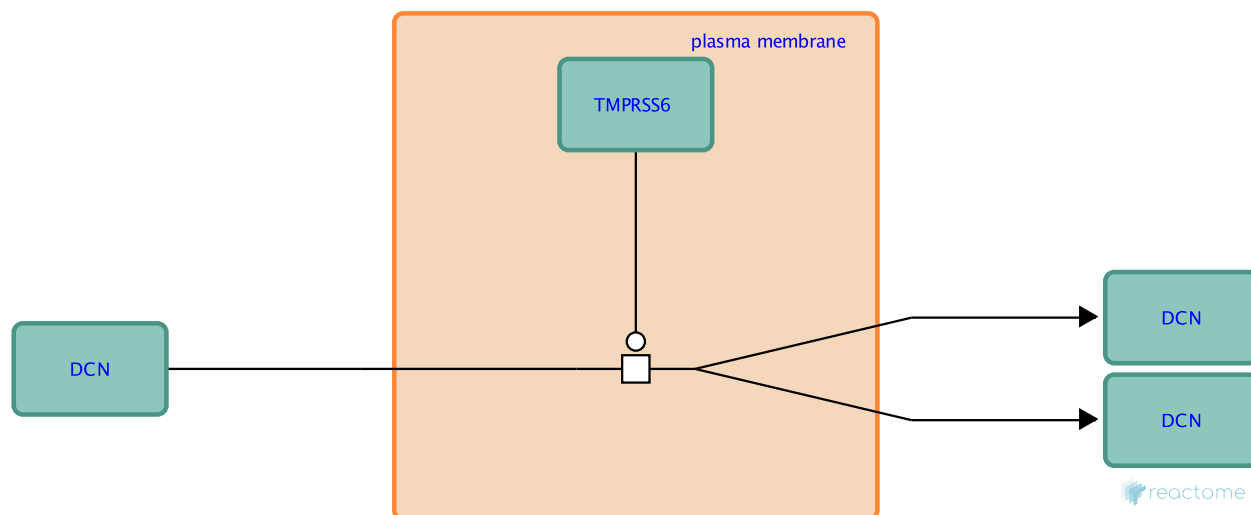 plasma membrane
TMPRSS6
DCN
DCN
DCN
reactome